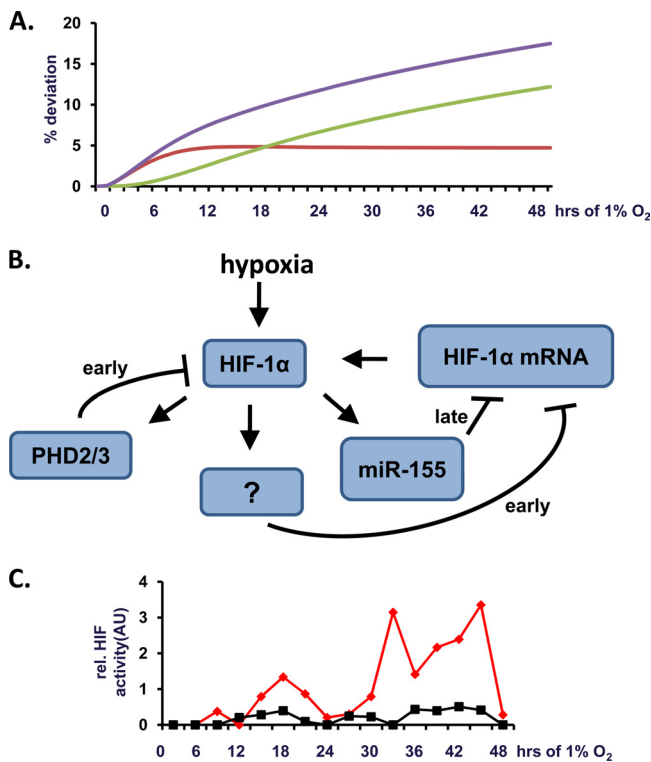 A.
% deviation
20
15
10
5
0
0 6 12 18 24 30 36 42 48 hrs of 1% O₂
B.
hypoxia
HIF-1α
HIF-1α mRNA
early
late
PHD2/3
miR-155
?
early
C.
rel. HIF
activity(AU)
4
3
2
1
0
0 6 12 18 24 30 36 42 48 hrs of 1% O₂